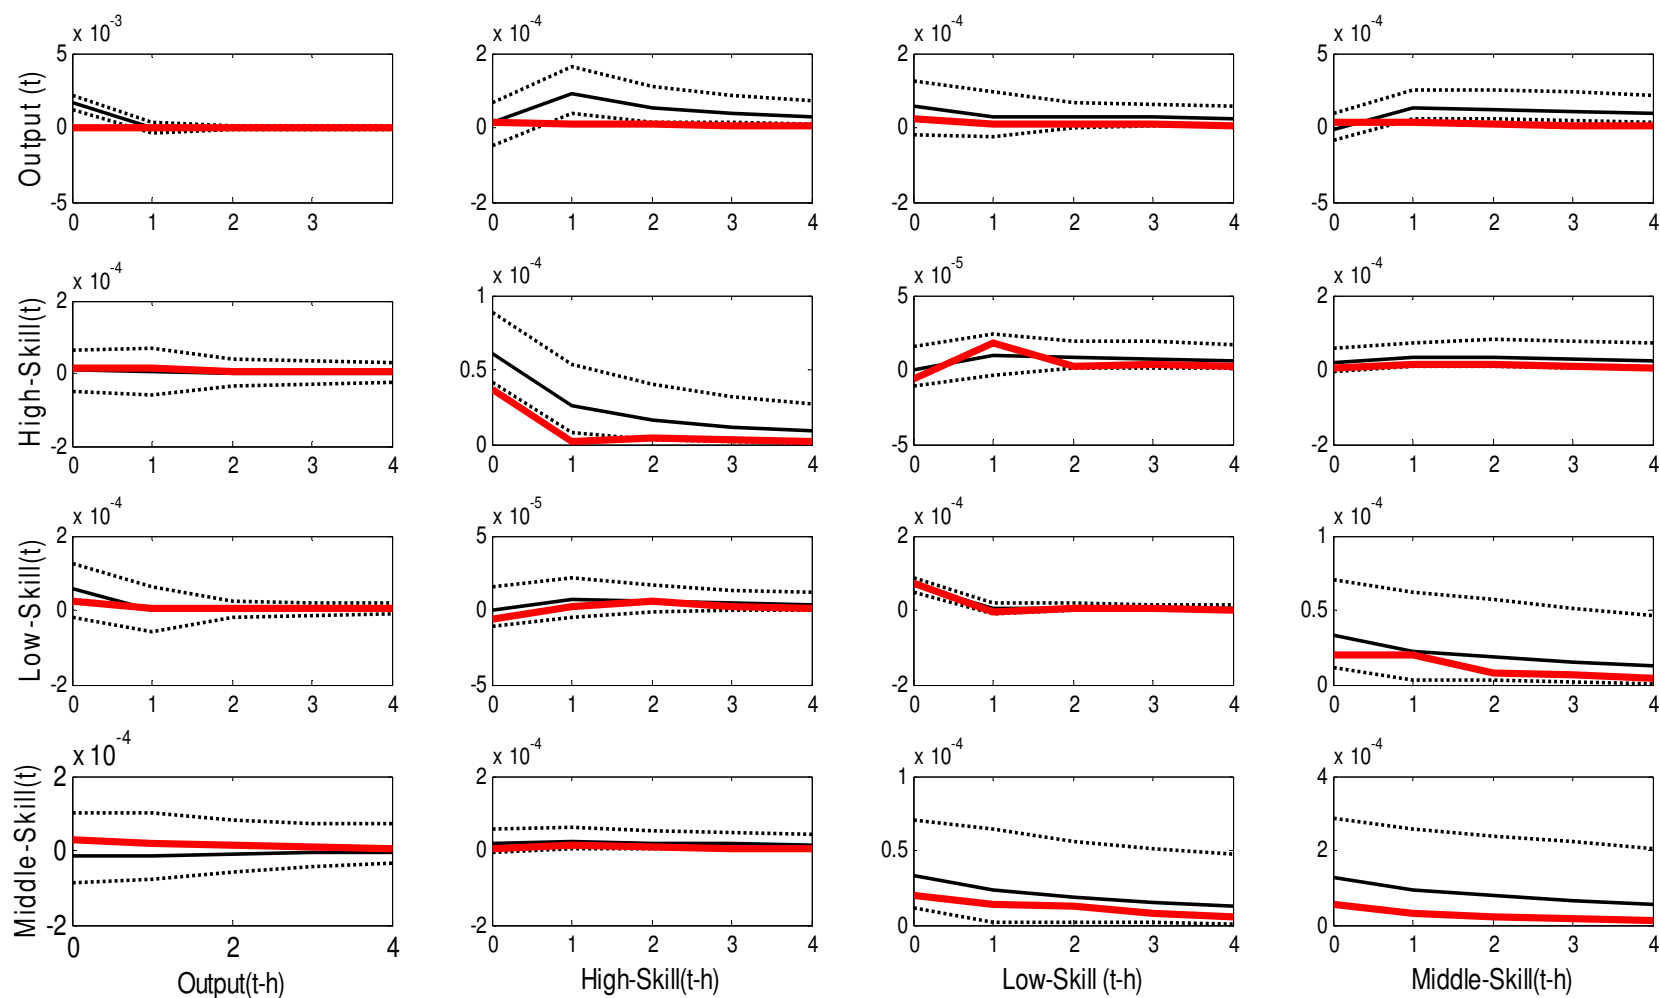 x 10-3 x 10-4 x 10-4 x 10-4
Output (t)
5 2 2 5
0 0 0 0
-5 -2 -2 -5
0 1 2 3 4 0 1 2 3 4 0 1 2 3 4 0 1 2 3 4
x 10-4 x 10-4 x 10-5 x 10-4
High-Skill(t)
2 1 5 2
0 0.5 0 0
-2 0 -5 -2
0 1 2 3 4 0 1 2 3 4 0 1 2 3 4 0 1 2 3 4
x 10-4 x 10-5 x 10-4 x 10-4
Low-Skill(t)
2 5 2 1
0 0 0 0.5
-2 -5 -2 0
0 1 2 3 4 0 1 2 3 4 0 1 2 3 4 0 1 2 3 4
x 10-4 x 10-4 x 10-4 x 10-4
Middle-Skill(t)
2 2 1 4
0 0 0.5 2
-2 -2 0 0
0 2 4 0 1 2 3 4 0 1 2 3 4 0 1 2 3 4
Output(t-h) High-Skill(t-h) Low-Skill (t-h) Middle-Skill(t-h)